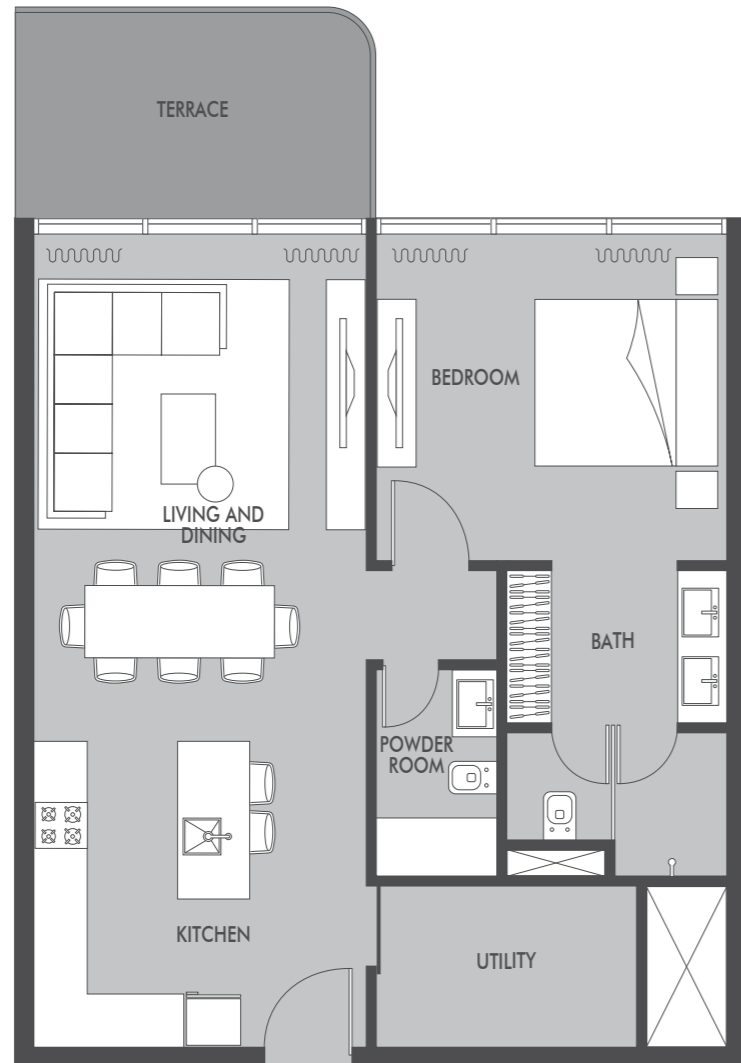 TERRACE
BEDROOM
LIVING AND
DINING
BATH
POWDER
ROOM
KITCHEN
UTILITY